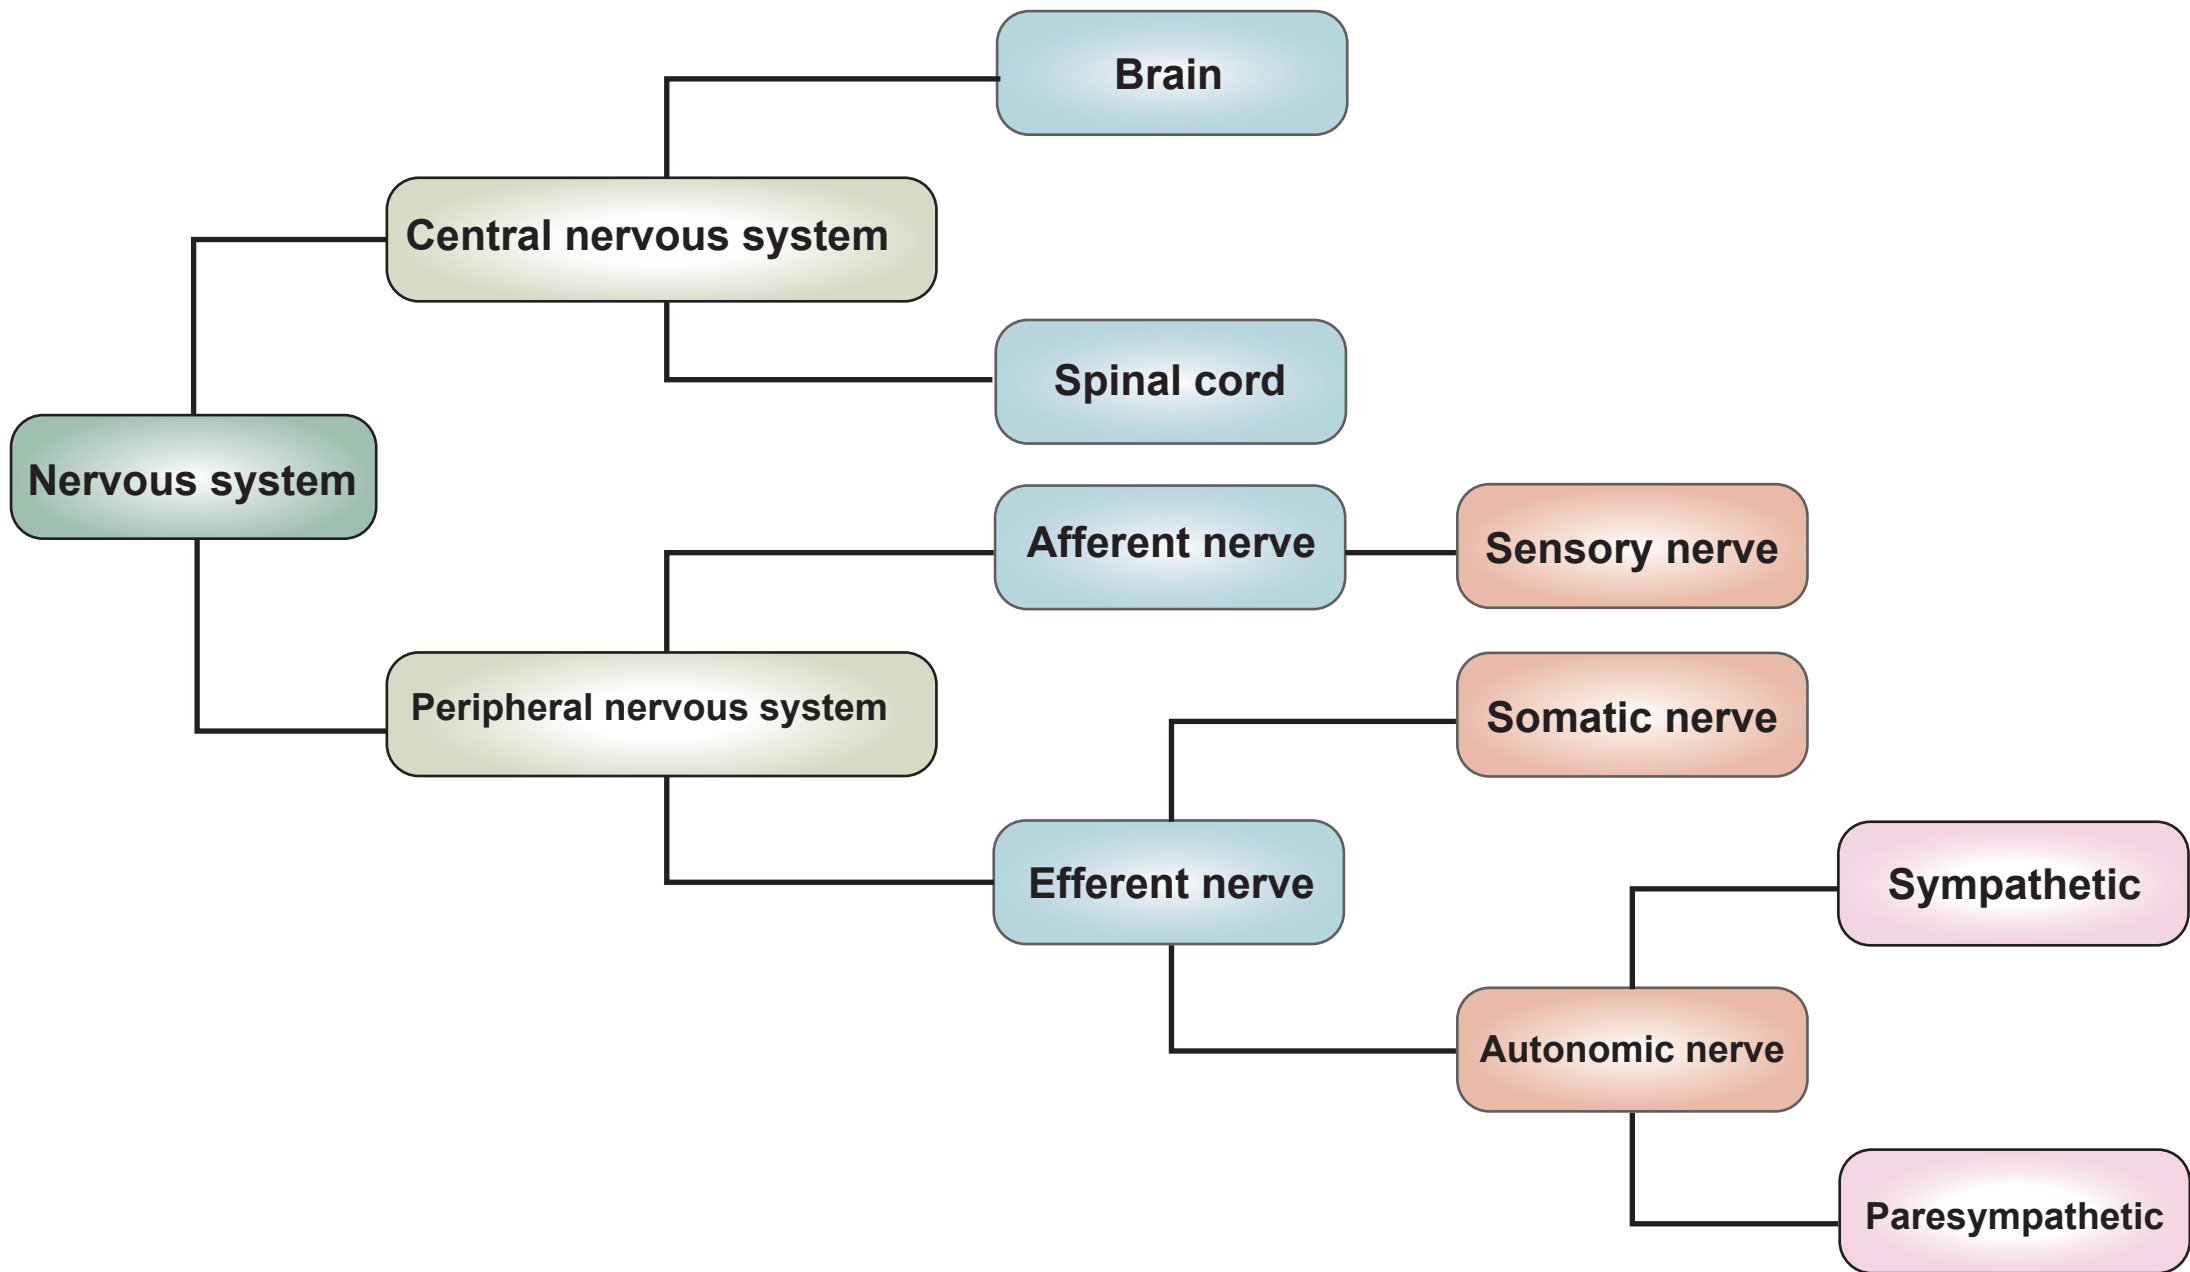 Brain
Central nervous system
Spinal cord
Nervous system
Afferent nerve
Sensory nerve
Peripheral nervous system
Somatic nerve
Efferent nerve
Sympathetic
Autonomic nerve
Paresympathetic